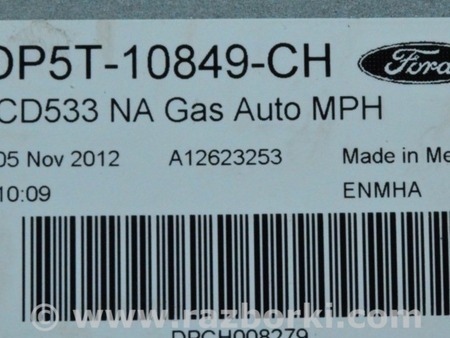 DP5T-10849-CH
Ford
CD533 NA Gas Auto MPH
05 Nov 2012 A12623253 Made in Me
10:09 ENMHA
© www.razborki.com
DPCH008279